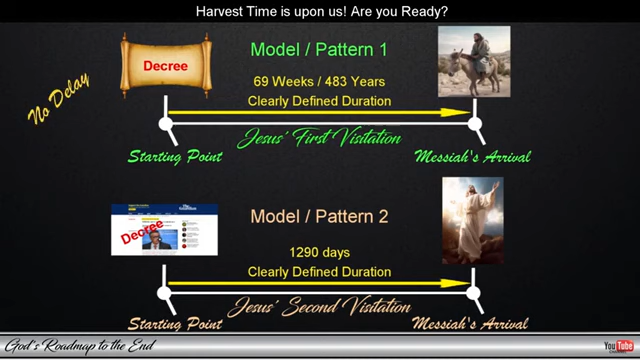 Harvest Time is upon us! Are you Ready?
Decree
Model / Pattern 1
No Delay
69 Weeks / 483 Years
Clearly Defined Duration
Jesus' First Visitation
Starting Point
Messiah's Arrival
Decree
Model / Pattern 2
1290 days
Clearly Defined Duration
Jesus' Second Visitation
Starting Point
Messiah's Arrival
God's Roadmap to the End
YouTube